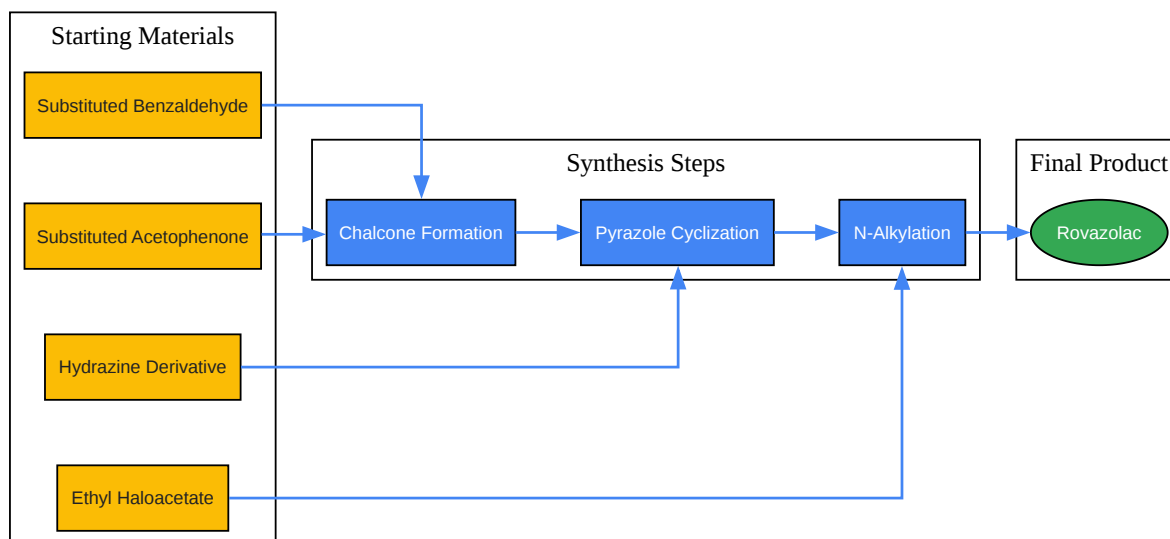 Starting Materials
Substituted Benzaldehyde
Substituted Acetophenone
Hydrazine Derivative
Ethyl Haloacetate
Synthesis Steps
Chalcone Formation
Pyrazole Cyclization
N-Alkylation
Final Product
Rovazolac